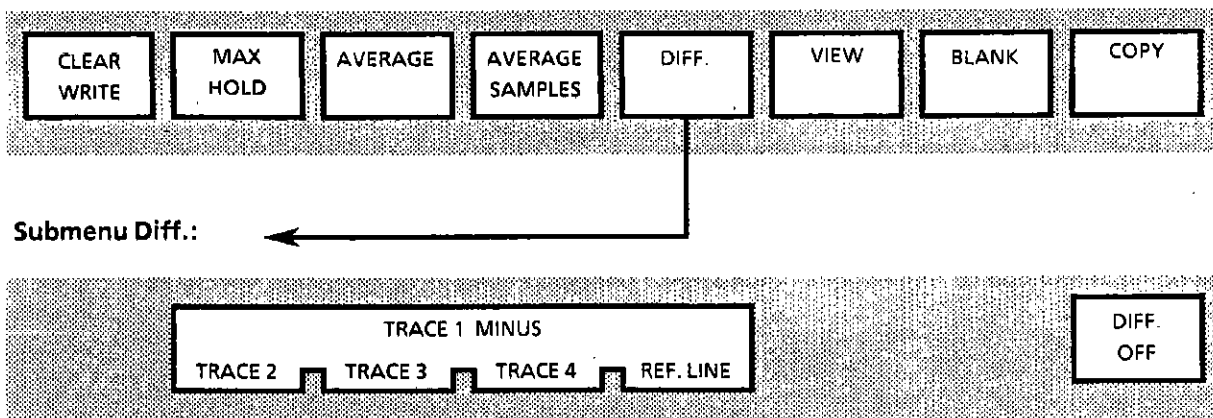 CLEAR WRITE
MAX HOLD
AVERAGE
AVERAGE SAMPLES
DIFF.
VIEW
BLANK
COPY
Submenu Diff.:
TRACE 1 MINUS
TRACE 2
TRACE 3
TRACE 4
REF. LINE
DIFF. OFF